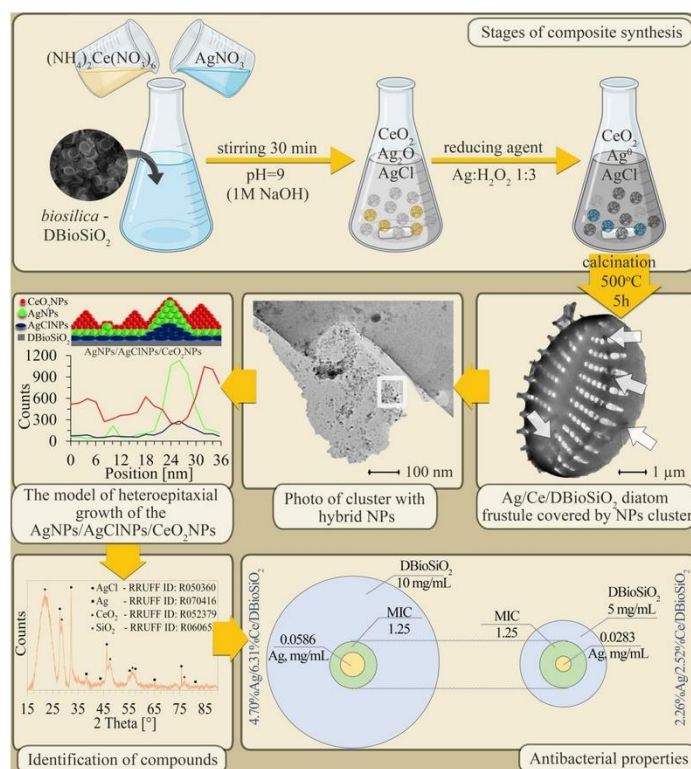 Stages of composite synthesis
(NH₄)₂Ce(NO₃)₆
AgNO₃
biosilica -
DBioSiO₂
stirring 30 min
pH=9
(1M NaOH)
CeO₂
Ag₂O
AgCl
reducing agent
Ag:H₂O₂ 1:3
CeO₂
Ag⁰
AgCl
calcination
500°C
5h
CeO₂NPs
AgNPs
AgClNPs
DBioSiO₂
AgNPs/AgClNPs/CeO₂NPs
Counts
1200
900
600
300
0
0 4 8 12 16 20 24 28 32 36
Position [nm]
The model of heteroepitaxial
growth of the
AgNPs/AgClNPs/CeO₂NPs
100 nm
Photo of cluster with
hybrid NPs
1 µm
Ag/Ce/DBioSiO₂ diatom
frustule covered by NPs cluster
AgCl - RRUFF ID: R050360
Ag - RRUFF ID: R070416
CeO₂ - RRUFF ID: R052379
SiO₂ - RRUFF ID: R06065
Counts
15 25 35 45 55 65 75 85
2 Theta [°]
Identification of compounds
4.70%Ag/6.31%Ce/DBioSiO₂
DBioSiO₂
10 mg/mL
MIC
1.25
0.0586
Ag, mg/mL
DBioSiO₂
5 mg/mL
MIC
1.25
0.0283
Ag, mg/mL
2.26%Ag/2.52%Ce/DBioSiO₂
Antibacterial properties